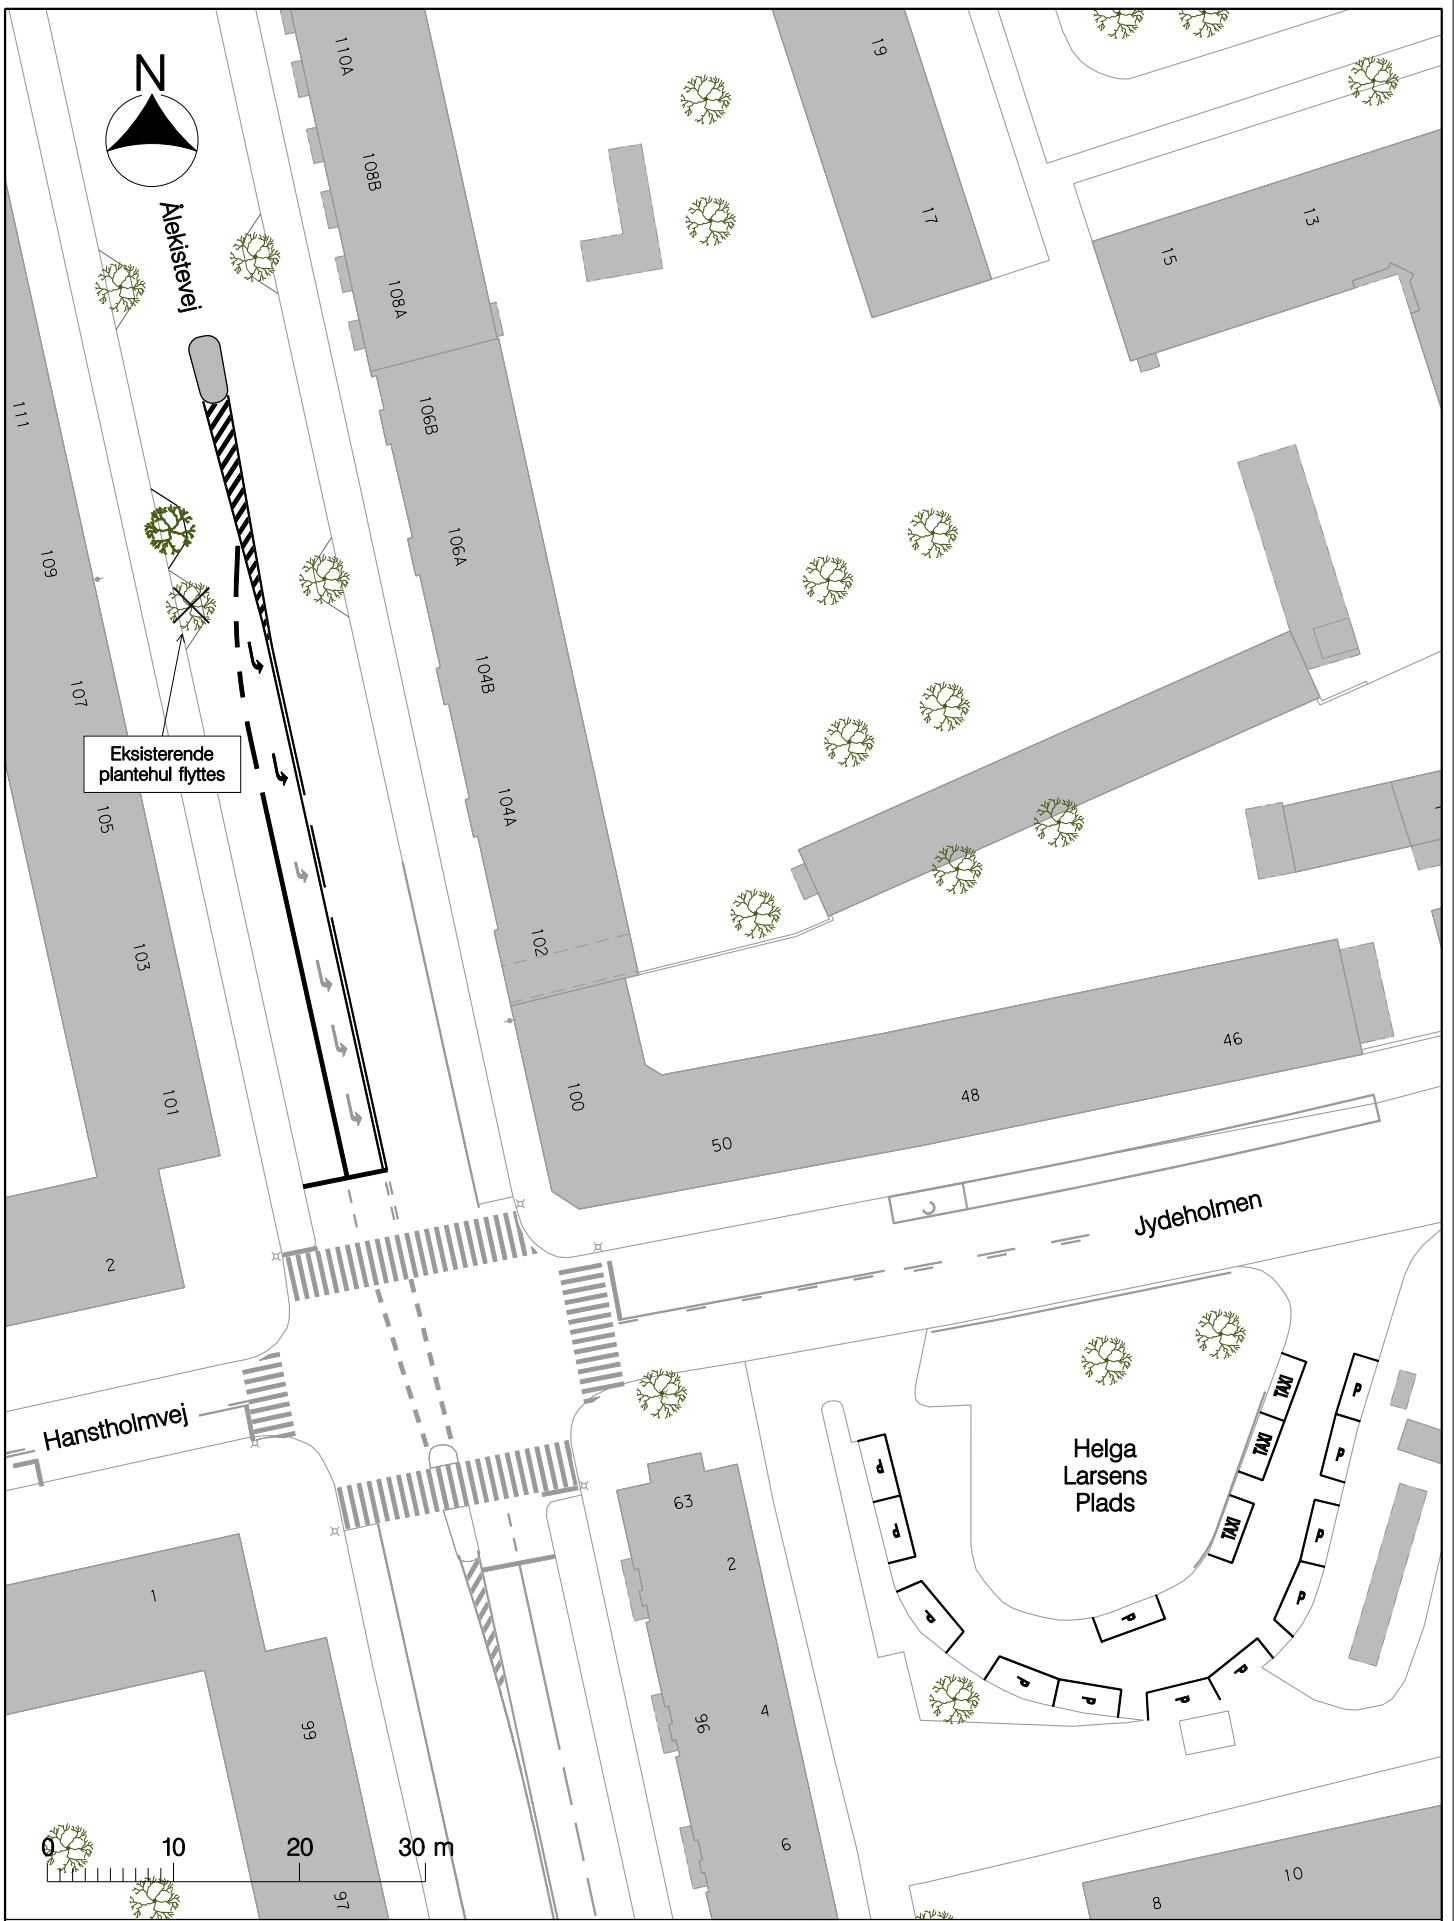 N
Ålekistevej
110A
108B
108A
106B
106A
104B
104A
102
100
19
17
15
13
111
109
107
105
103
101
2
Eksisterende
plantehul flyttes
50
48
46
Jydeholmen
Hanstholmvej
Helga
Larsens
Plads
TAXI
TAXI
TAXI
P
P
P
P
P
P
P
P
P
P
P
P
63
2
4
96
6
1
99
97
10
8
0
10
20
30 m